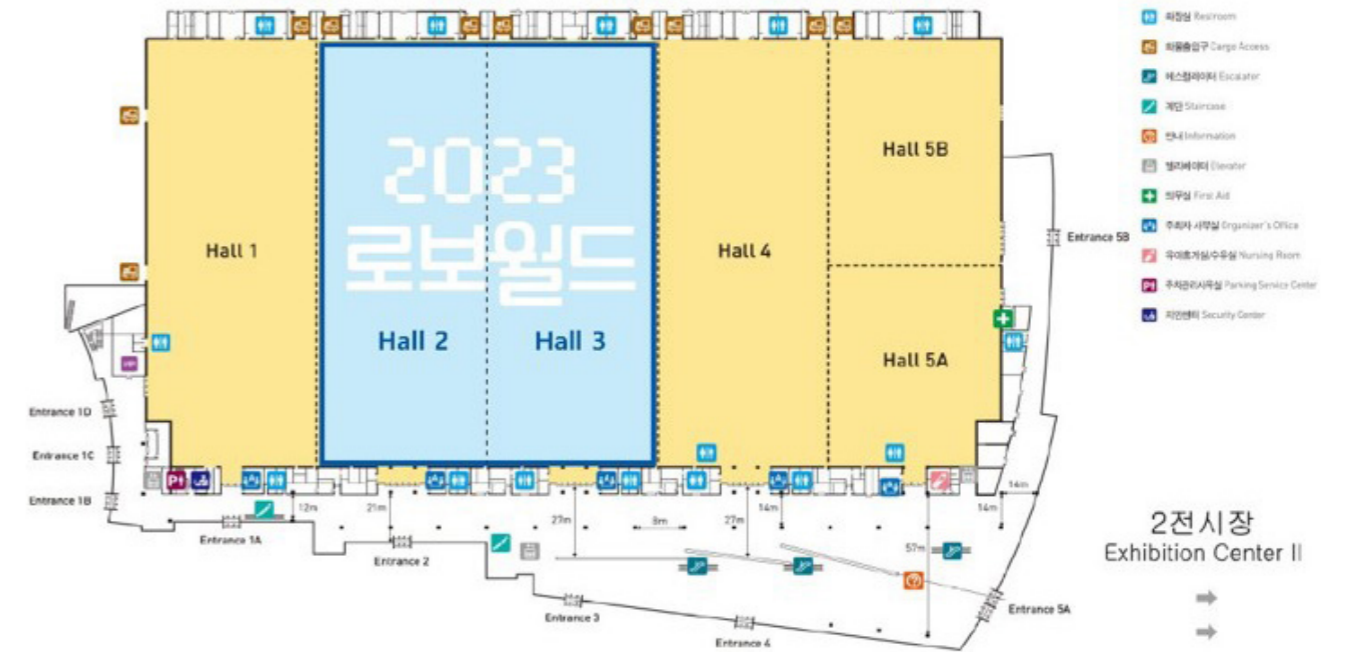 화장실 Restroom
화물출입구 Cargo Access
에스컬레이터 Escalator
계단 Staircase
안내 Information
엘리베이터 Elevator
의무실 First Aid
주최자 사무실 Organizer's Office
유아휴게실/수유실 Nursing Room
주차관리사무실 Parking Service Center
치안센터 Security Center
2023
로보월드
Hall 1
Hall 2
Hall 3
Hall 4
Hall 5B
Hall 5A
Entrance 5B
Entrance 1D
Entrance 1C
Entrance 1B
Entrance 1A
Entrance 2
Entrance 3
Entrance 4
Entrance 5A
12m
21m
27m
8m
27m
14m
57m
14m
14m
2전시장
Exhibition Center II